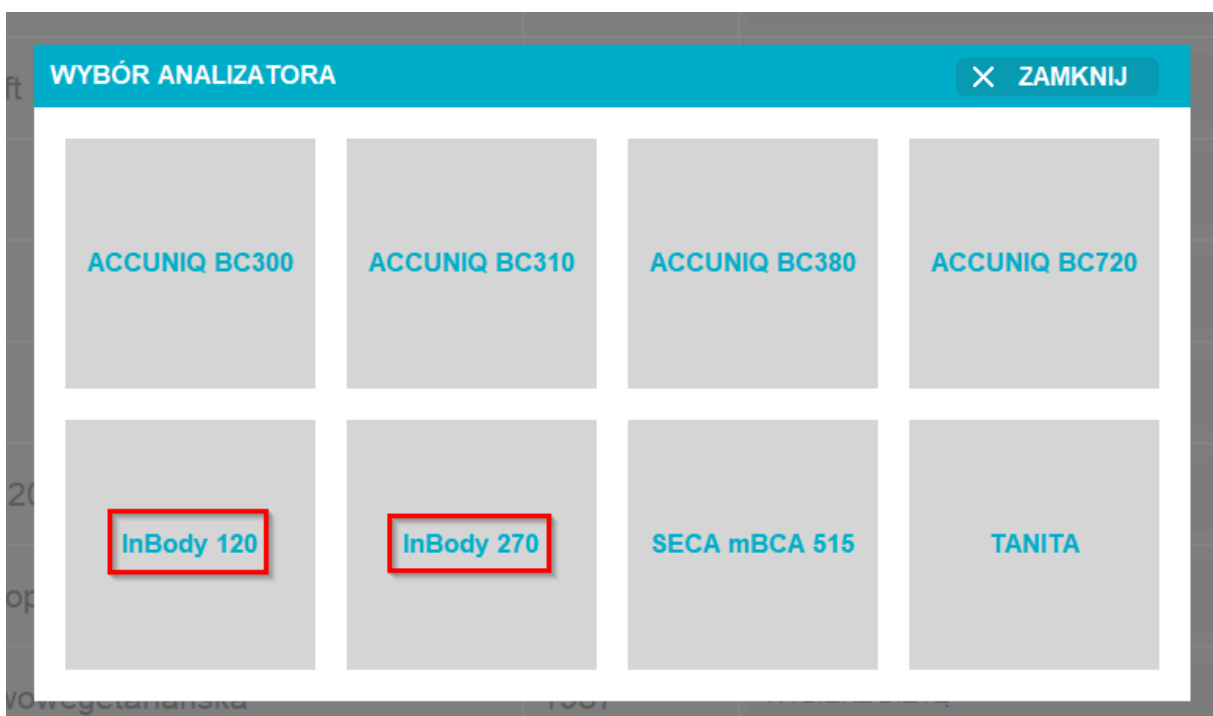 WYBÓR ANALIZATORA
ZAMKNIJ
ACCUNIQ BC300
ACCUNIQ BC310
ACCUNIQ BC380
ACCUNIQ BC720
InBody 120
InBody 270
SECA mBCA 515
TANITA